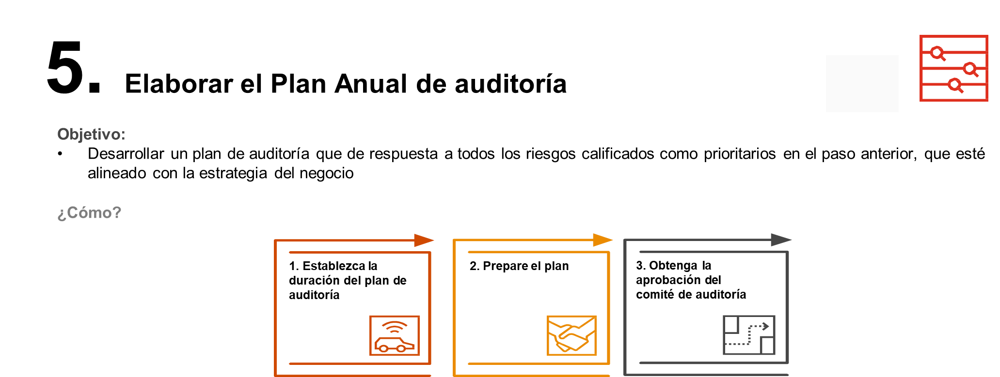 5. Elaborar el Plan Anual de auditoría
Objetivo:
• Desarrollar un plan de auditoría que de respuesta a todos los riesgos calificados como prioritarios en el paso anterior, que esté
alineado con la estrategia del negocio
¿Cómo?
1. Establezca la
duración del plan de
auditoría
2. Prepare el plan
3. Obtenga la
aprobación del
comité de auditoría